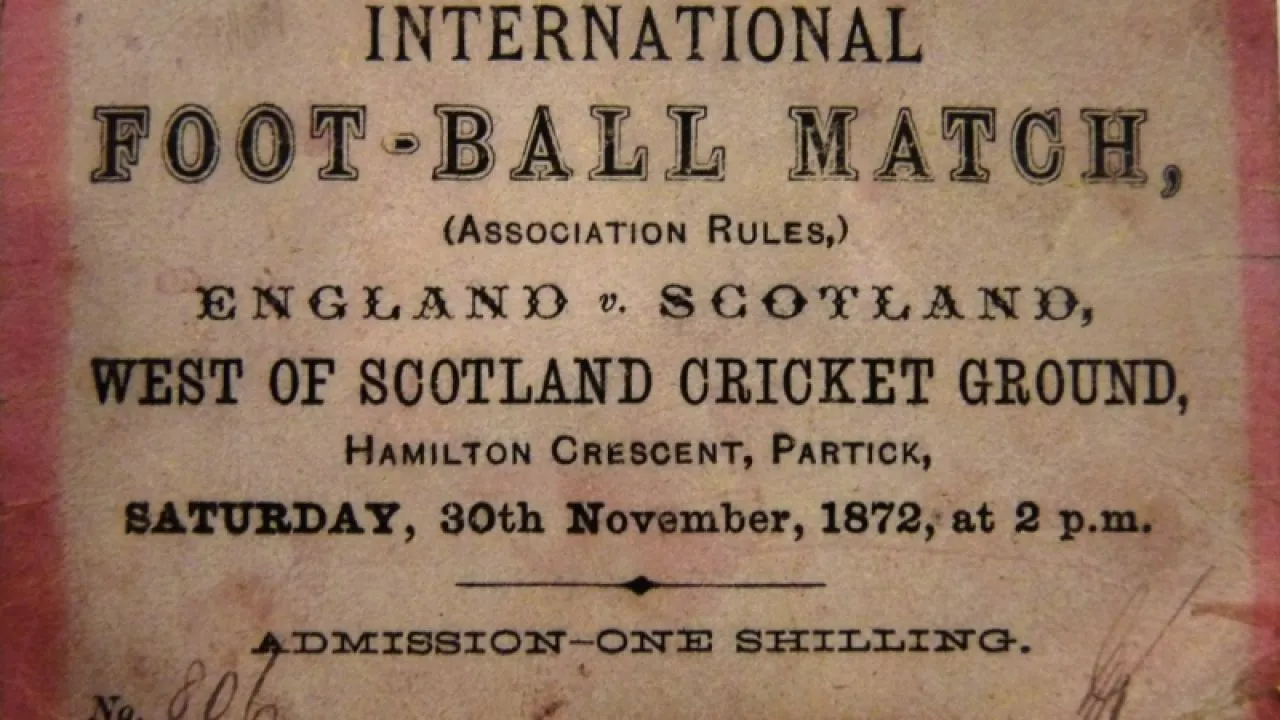 INTERNATIONAL
FOOT-BALL MATCH,
(ASSOCIATION RULES,)
ENGLAND v. SCOTLAND,
WEST OF SCOTLAND CRICKET GROUND,
HAMILTON CRESCENT, PARTICK,
SATURDAY, 30th November, 1872, at 2 p.m.
ADMISSION–ONE SHILLING.
No. 806